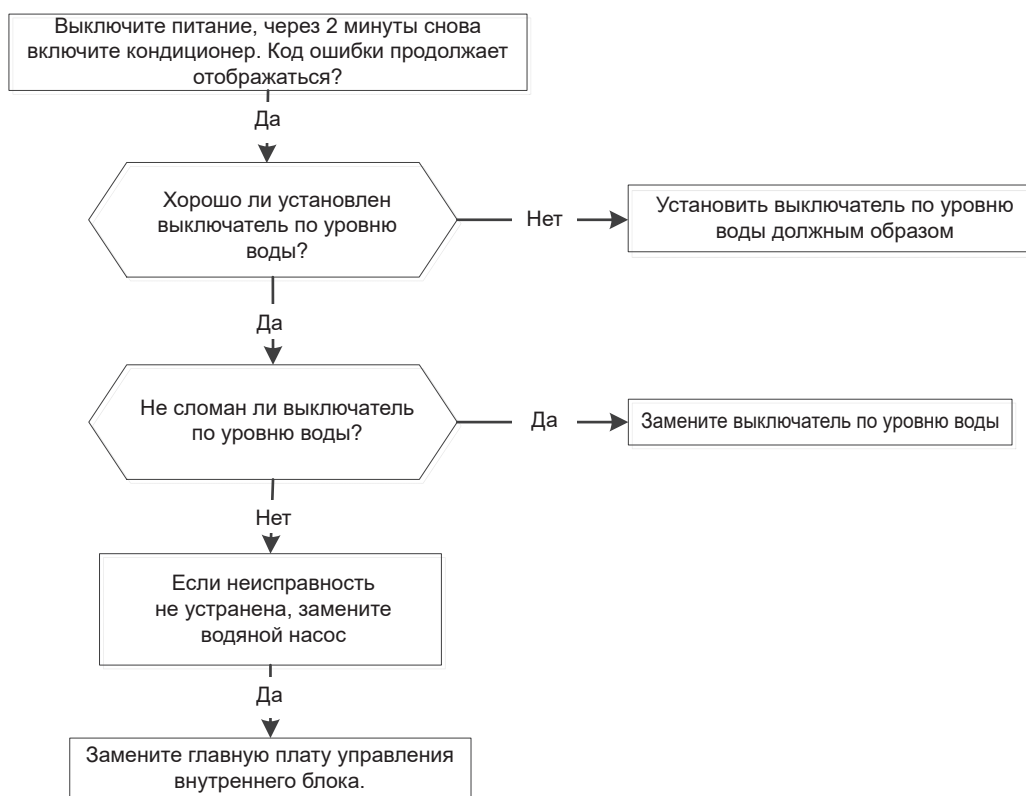 Выключите питание, через 2 минуты снова
включите кондиционер. Код ошибки продолжает
отображаться?
Да
Хорошо ли установлен
выключатель по уровню
воды?
Нет
Установить выключатель по уровню
воды должным образом
Да
Не сломан ли выключатель
по уровню воды?
Да
Замените выключатель по уровню воды
Нет
Если неисправность
не устранена, замените
водяной насос
Да
Замените главную плату управления
внутреннего блока.